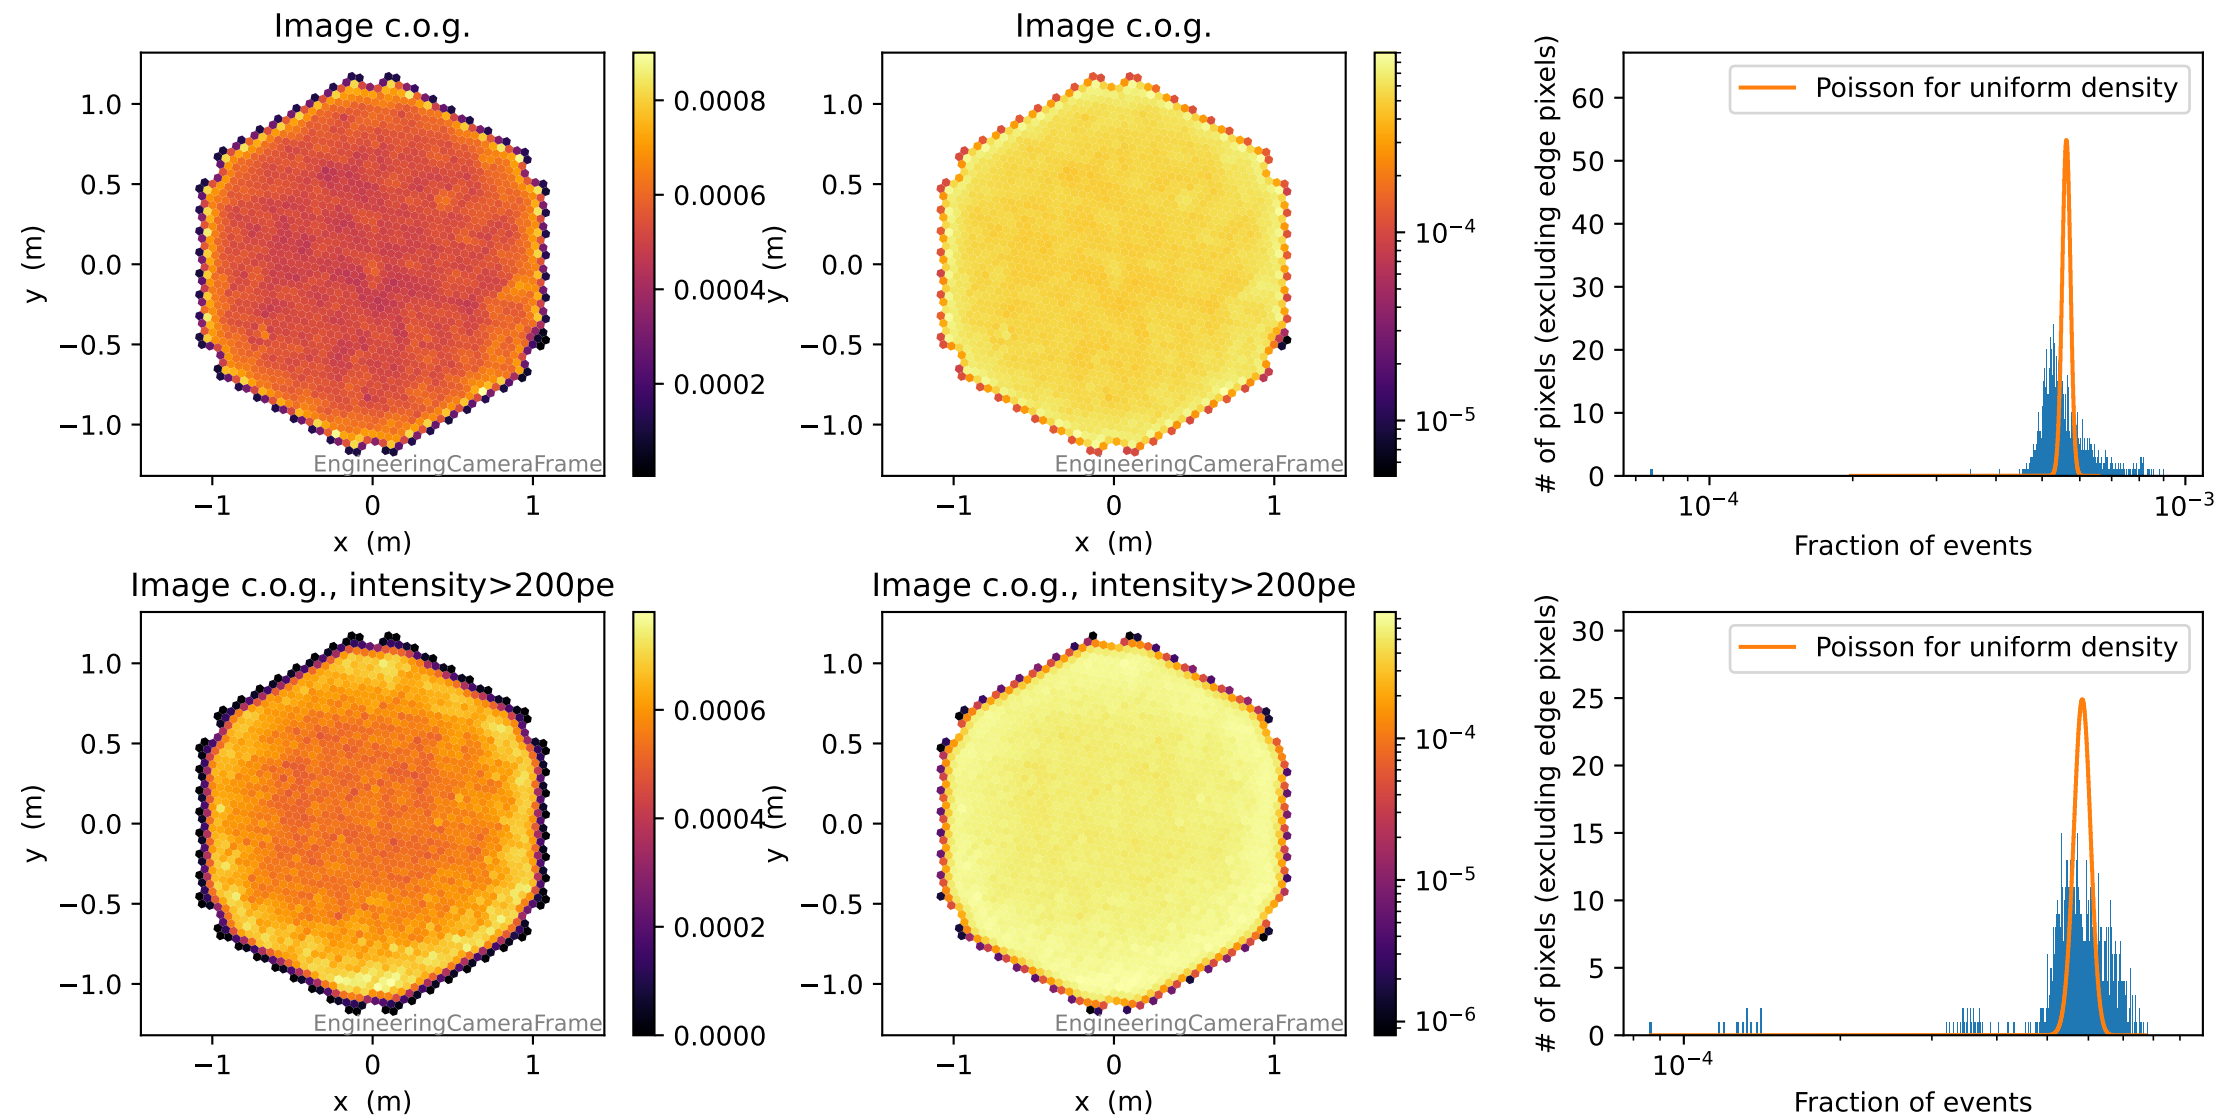 Image c.o.g.
y (m)
1.0
0.5
0.0
−0.5
−1.0
−1
0
1
x (m)
EngineeringCameraFrame
0.0008
0.0006
0.0004
0.0002
Image c.o.g.
y (m)
1.0
0.5
0.0
−0.5
−1.0
−1
0
1
x (m)
EngineeringCameraFrame
10−4
10−5
# of pixels (excluding edge pixels)
60
50
40
30
20
10
0
Poisson for uniform density
10−4
10−3
Fraction of events
Image c.o.g., intensity>200pe
y (m)
1.0
0.5
0.0
−0.5
−1.0
−1
0
1
x (m)
EngineeringCameraFrame
0.0006
0.0004
0.0002
0.0000
Image c.o.g., intensity>200pe
y (m)
1.0
0.5
0.0
−0.5
−1.0
−1
0
1
x (m)
EngineeringCameraFrame
10−4
10−5
10−6
# of pixels (excluding edge pixels)
30
25
20
15
10
5
0
Poisson for uniform density
10−4
Fraction of events